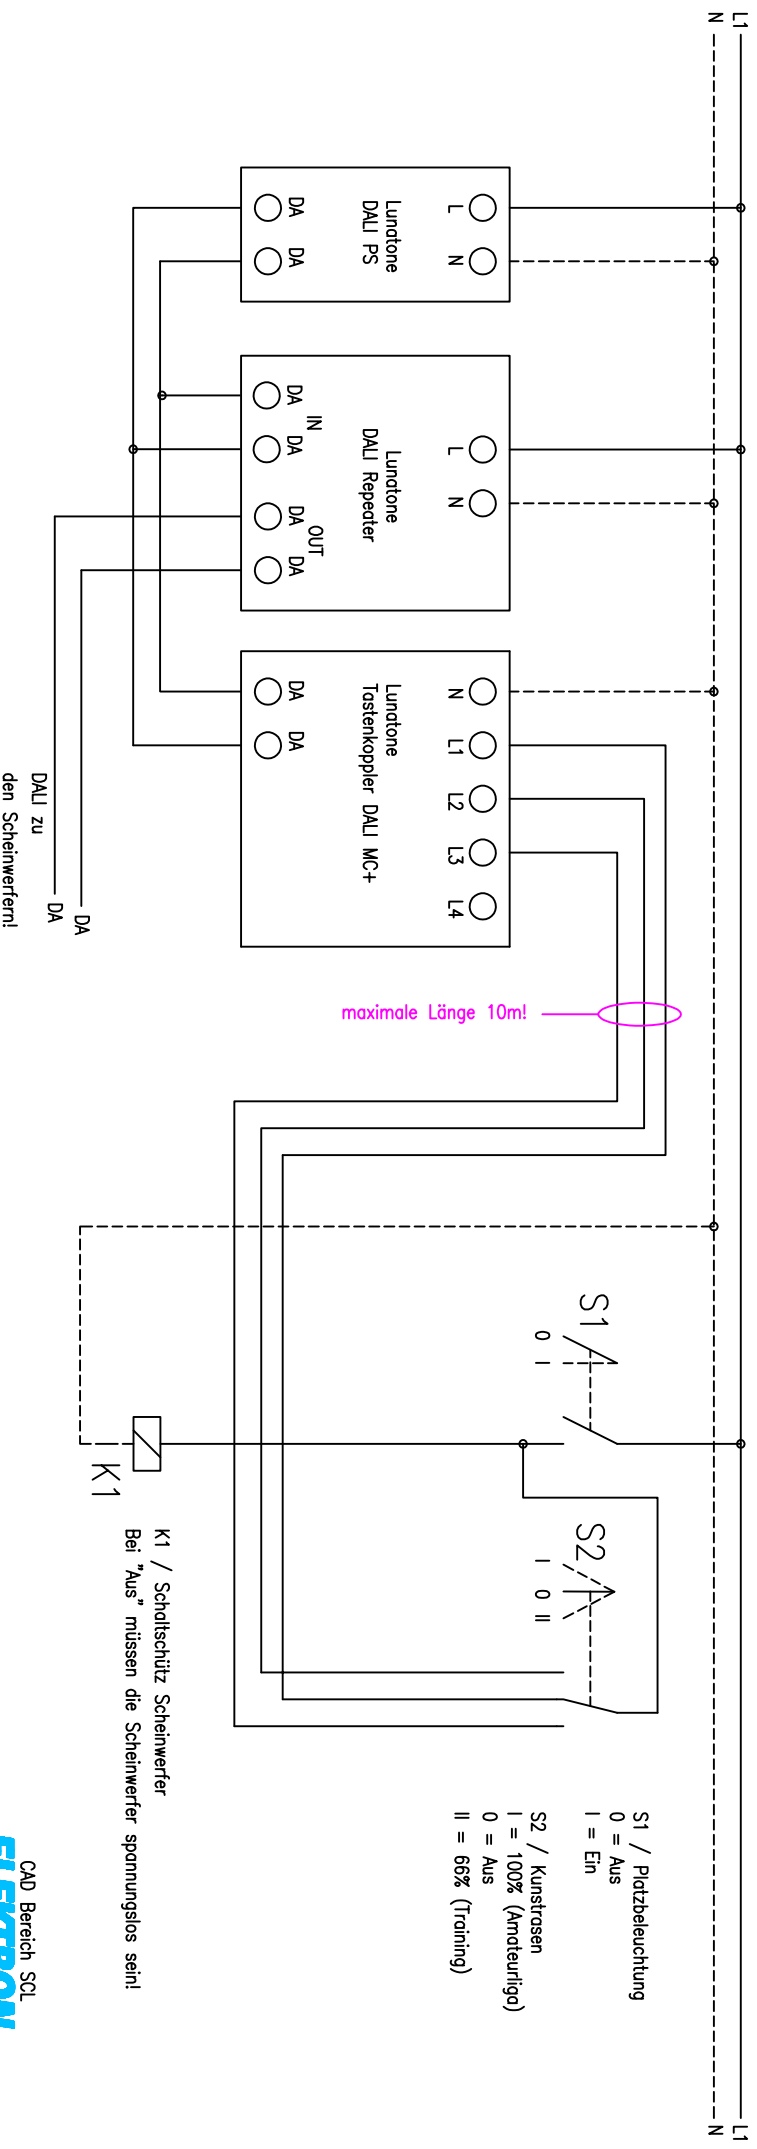 L1
N
L1
N
Lunatone
DALI PS
L
N
DA
DA
Lunatone
DALI Repeater
L
N
IN
DA
DA
OUT
DA
DA
Lunatone
Tastenkoppler DALI MC+
N
L1
L2
L3
L4
DA
DA
DA
DA
DALI zu
den Scheinwerfern!
maximale Länge 10m!
S1
0
I
S2
I
0
II
K1
S1 / Platzbeleuchtung
0 = Aus
I = Ein
S2 / Kunstrasen
I = 100% (Amateurliga)
0 = Aus
II = 66% (Training)
K1 / Schaltschütz Scheinwerfer
Bei "Aus" müssen die Scheinwerfer spannungslos sein!
CAD Bereich SCL
ELEKTRON